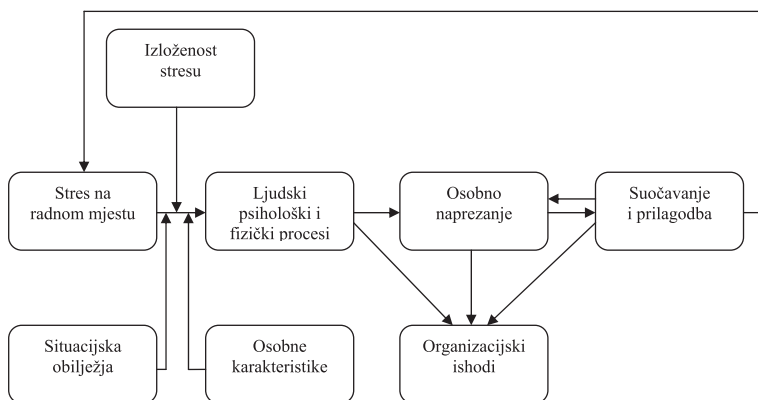 Izloženost
stresu
Stres na
radnom mjestu
Ljudski
psihološki i
fizički procesi
Osobno
naprezanje
Suočavanje
i prilagodba
Situacijska
obilježja
Osobne
karakteristike
Organizacijski
ishodi